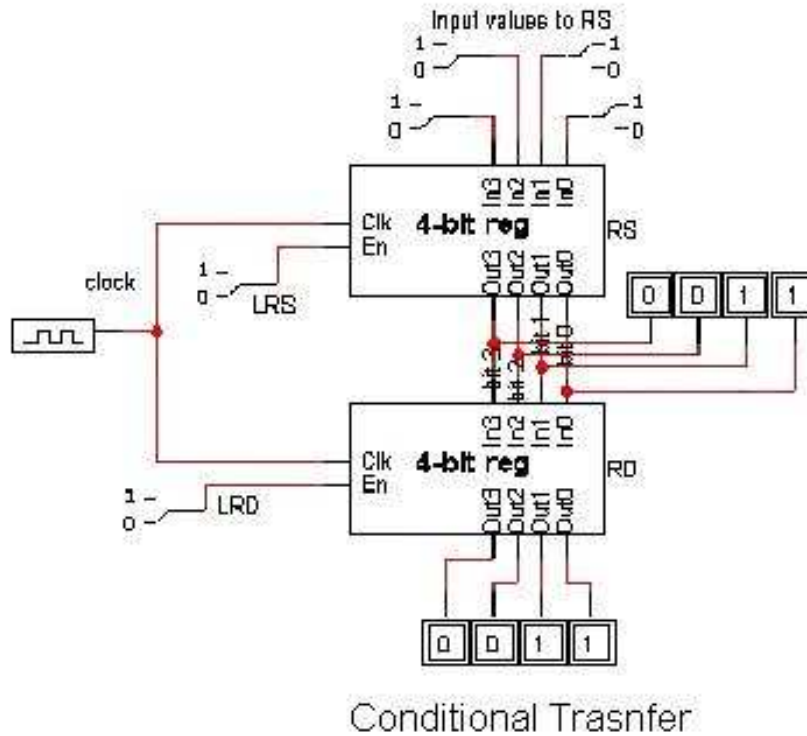 Input values to RS
1
0
1
0
1
0
1
0
In3 In2 In1 In0
Clk 4-bit reg
En
RS
Out3 Out2 Out1 Out0
clock
1
0
LRS
0 0 1 1
bit 3 bit 2 bit 1 bit 0
In3 In2 In1 In0
Clk 4-bit reg
En
RD
Out3 Out2 Out1 Out0
1
0
LRD
0 0 1 1
Conditional Trasnfer